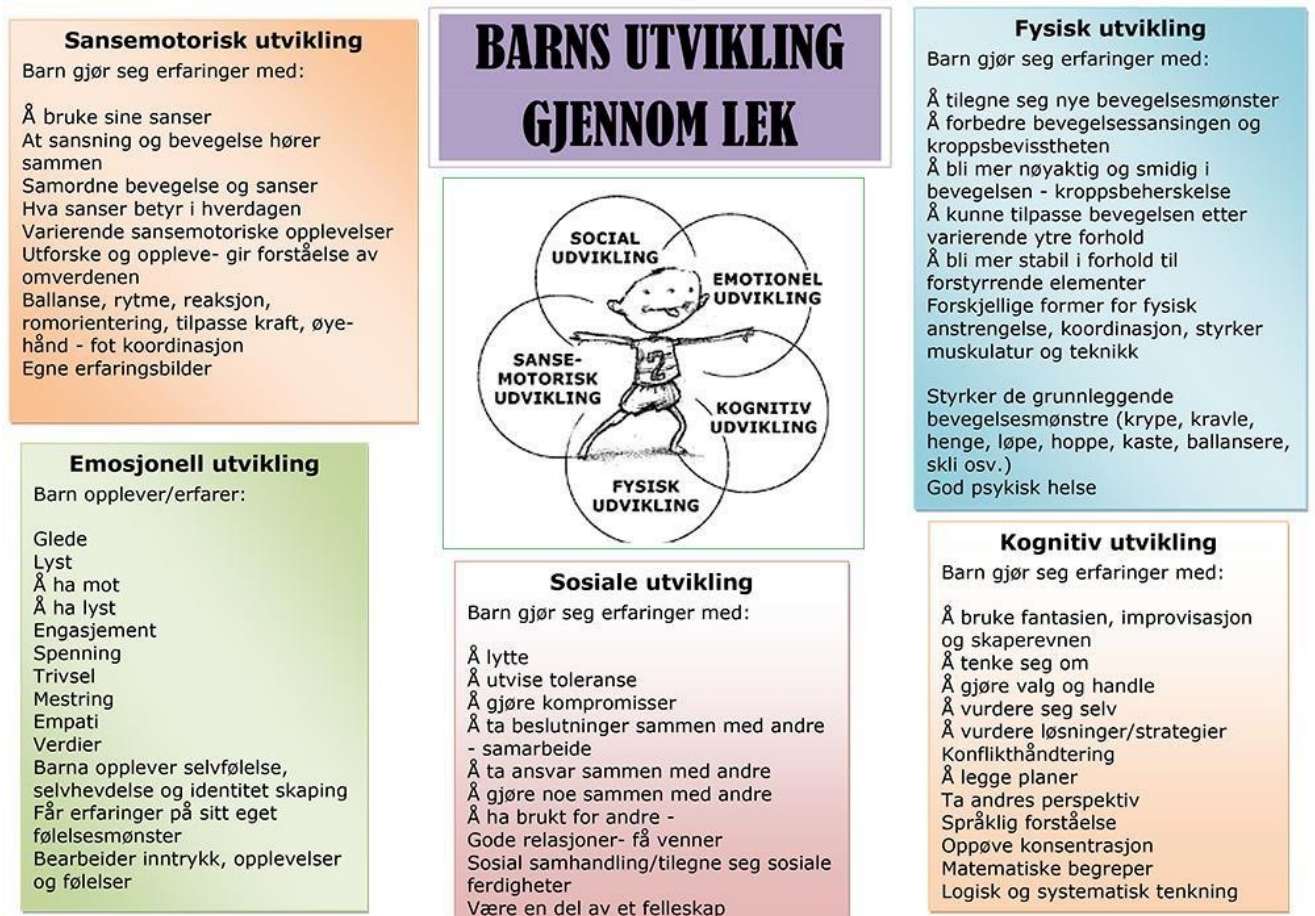 BARNS UTVIKLING
GJENNOM LEK
Sansemotorisk utvikling
Barn gjør seg erfaringer med:
Å bruke sine sanser
At sansning og bevegelse hører
sammen
Samordne bevegelse og sanser
Hva sanser betyr i hverdagen
Varierende sansemotoriske opplevelser
Utforske og oppleve- gir forståelse av
omverdenen
Ballanse, rytme, reaksjon,
romorientering, tilpasse kraft, øye-
hånd - fot koordinasjon
Egne erfaringsbilder
Emosjonell utvikling
Barn opplever/erfarer:
Glede
Lyst
Å ha mot
Å ha lyst
Engasjement
Spenning
Trivsel
Mestring
Empati
Verdier
Barna opplever selvfølelse,
selvhevdelse og identitet skaping
Får erfaringer på sitt eget
følelsesmønster
Bearbeider inntrykk, opplevelser
og følelser
SOCIAL
UDVIKLING
EMOTIONEL
UDVIKLING
SANSE-
MOTORISK
UDVIKLING
2
KOGNITIV
UDVIKLING
FYSISK
UDVIKLING
Sosiale utvikling
Barn gjør seg erfaringer med:
Å lytte
Å utvise toleranse
Å gjøre kompromisser
Å ta beslutninger sammen med andre
- samarbeide
Å ta ansvar sammen med andre
Å gjøre noe sammen med andre
Å ha brukt for andre -
Gode relasjoner- få venner
Sosial samhandling/tilegne seg sosiale
ferdigheter
Være en del av et felleskap
Fysisk utvikling
Barn gjør seg erfaringer med:
Å tilegne seg nye bevegelsesmønster
Å forbedre bevegelsessansingen og
kroppsbevisstheten
Å bli mer nøyaktig og smidig i
bevegelsen - kroppsbeherskelse
Å kunne tilpasse bevegelsen etter
varierende ytre forhold
Å bli mer stabil i forhold til
forstyrrende elementer
Forskjellige former for fysisk
anstrengelse, koordinasjon, styrker
muskulatur og teknikk
Styrker de grunnleggende
bevegelsesmønstre (krype, kravle,
henge, løpe, hoppe, kaste, ballansere,
skli osv.)
God psykisk helse
Kognitiv utvikling
Barn gjør seg erfaringer med:
Å bruke fantasien, improvisasjon
og skaperevnen
Å tenke seg om
Å gjøre valg og handle
Å vurdere seg selv
Å vurdere løsninger/strategier
Konflikthåndtering
Å legge planer
Ta andres perspektiv
Språklig forståelse
Oppøve konsentrasjon
Matematiske begreper
Logisk og systematisk tenkning